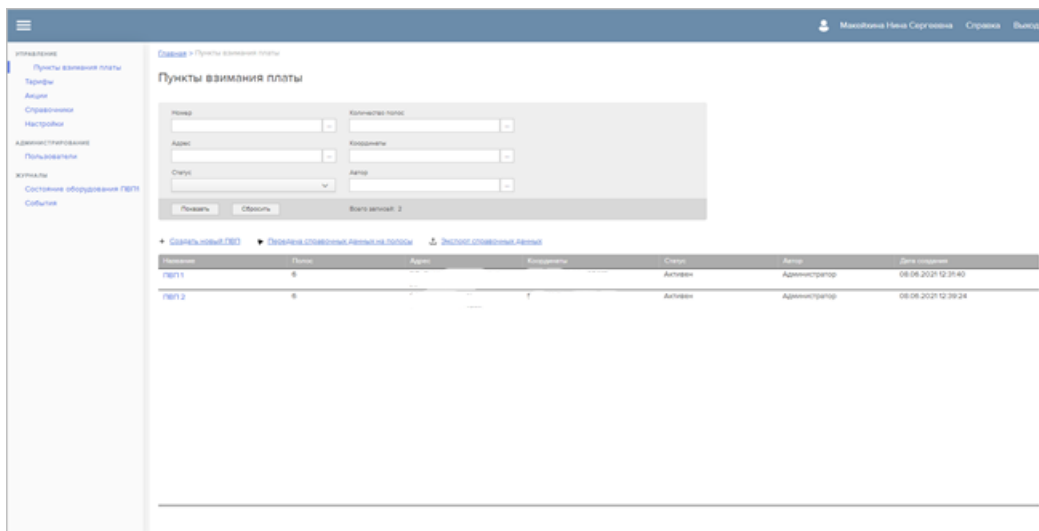 Макойкина Нина Сергеевна Справка Выход
УПРАВЛЕНИЕ
Пункты взимания платы
Тарифы
Акции
Справочники
Настройки
АДМИНИСТРИРОВАНИЕ
Пользователи
ЖУРНАЛЫ
Состояние оборудования ПВП
События
Главная > Пункты взимания платы
Пункты взимания платы
Номер Количество полос
Адрес Координаты
Статус Автор
Показать Сбросить Всего записей: 2
+ Создать новый ПВП Передача справочных данных на полосы Экспорт справочных данных
Название Полос Адрес Координаты Статус Автор Дата создания
ПВП 1 6 Активен Администратор 08.06.2021 12:31:40
ПВП 2 6 Активен Администратор 08.06.2021 12:39:24